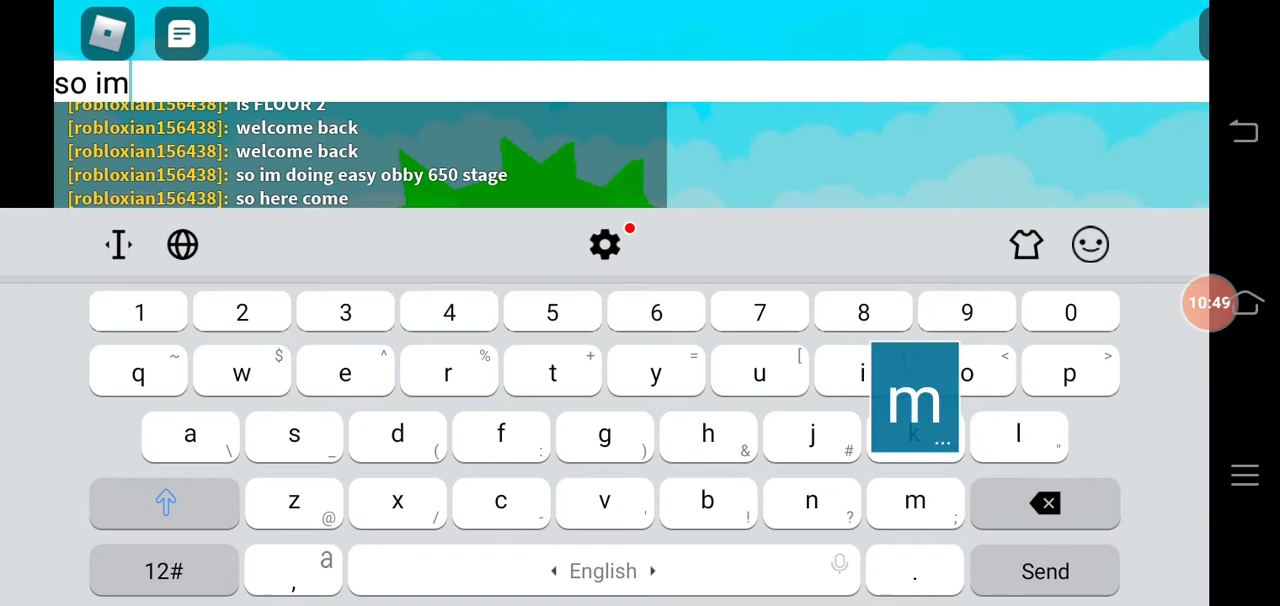 so im
[robloxian156438]: is FLOOR 2
[robloxian156438]: welcome back
[robloxian156438]: welcome back
[robloxian156438]: so im doing easy obby 650 stage
[robloxian156438]: so here come
10:49
1 2 3 4 5 6 7 8 9 0
q ~ w $ e ^ r % t + y = u [ i m ... o < p >
a \ s _ d ( f : g ) h & j # k l "
z @ x / c - v ' b ! n ? m ;
12# a , English . Send